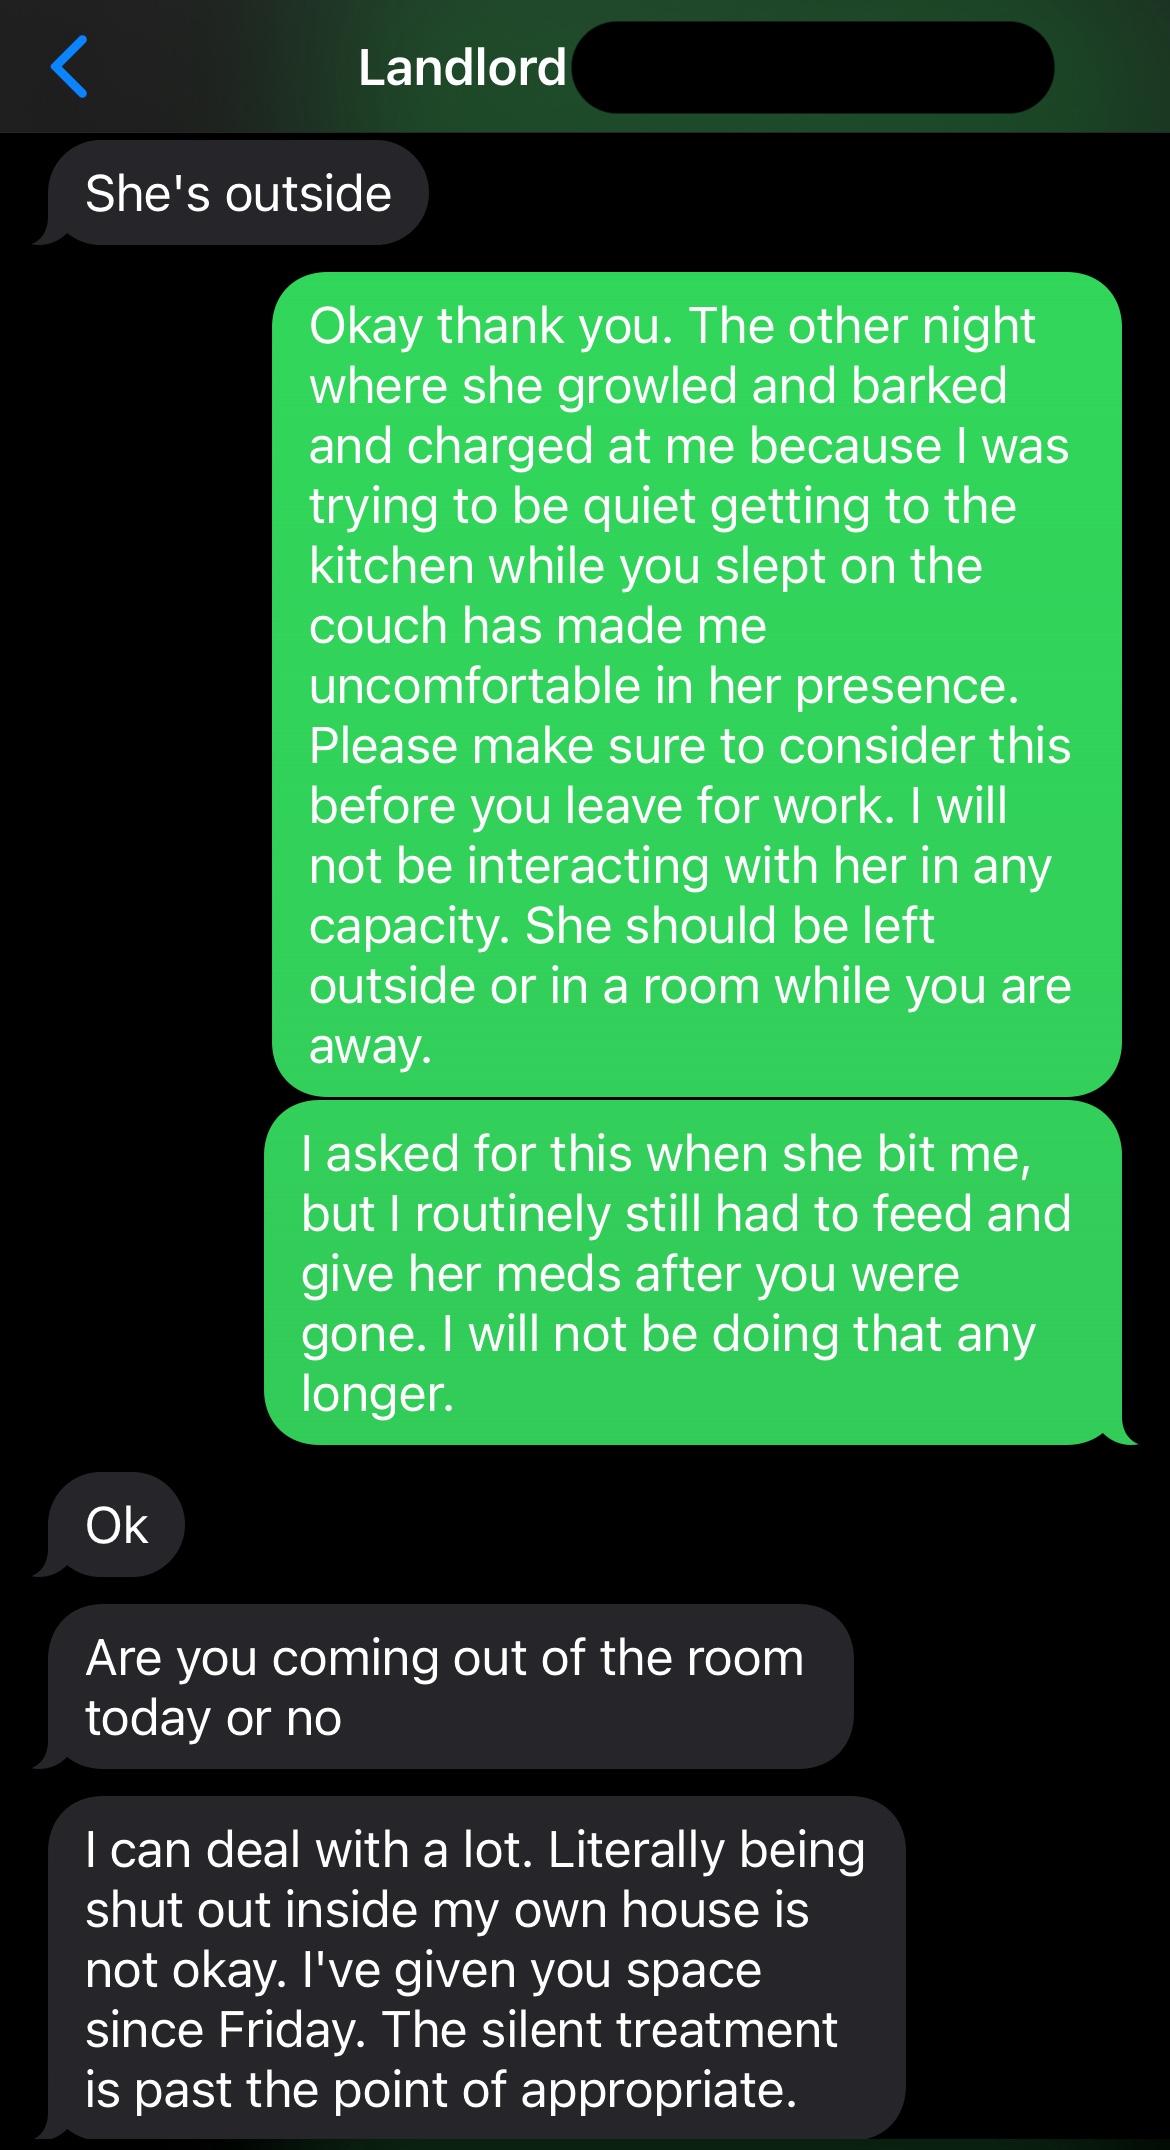 Landlord
She's outside
Okay thank you. The other night
where she growled and barked
and charged at me because I was
trying to be quiet getting to the
kitchen while you slept on the
couch has made me
uncomfortable in her presence.
Please make sure to consider this
before you leave for work. I will
not be interacting with her in any
capacity. She should be left
outside or in a room while you are
away.
I asked for this when she bit me,
but I routinely still had to feed and
give her meds after you were
gone. I will not be doing that any
longer.
Ok
Are you coming out of the room
today or no
I can deal with a lot. Literally being
shut out inside my own house is
not okay. I've given you space
since Friday. The silent treatment
is past the point of appropriate.